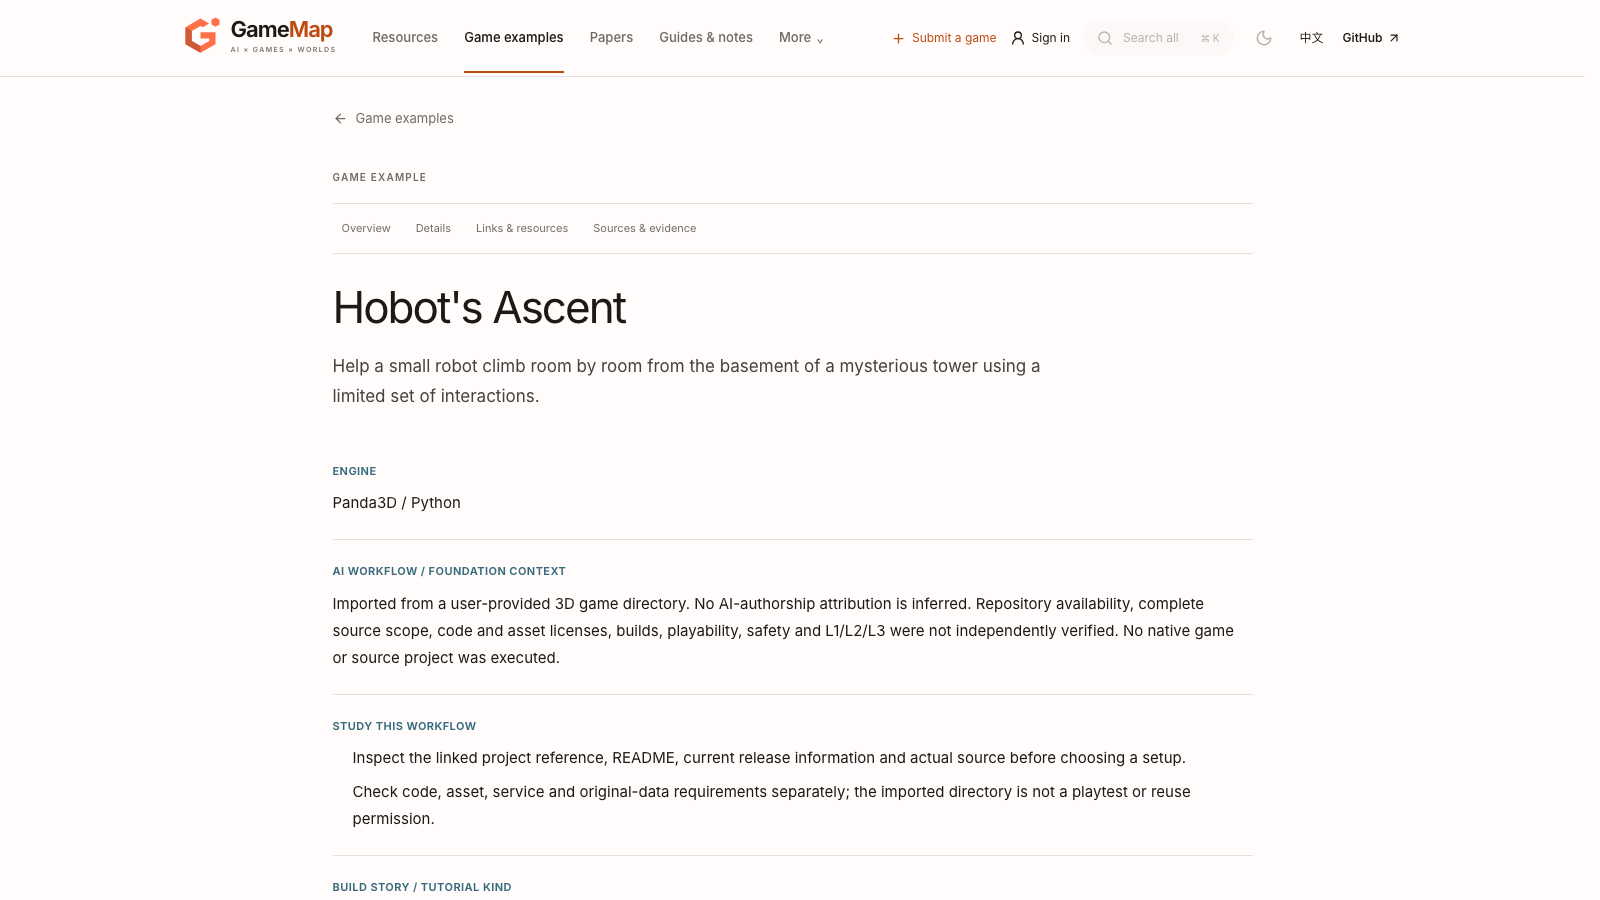 GameMap
AI × GAMES × WORLDS
Resources
Game examples
Papers
Guides & notes
More
Submit a game
Sign in
Search all
⌘ K
中文
GitHub
Game examples
GAME EXAMPLE
Overview
Details
Links & resources
Sources & evidence
Hobot's Ascent
Help a small robot climb room by room from the basement of a mysterious tower using a
limited set of interactions.
ENGINE
Panda3D / Python
AI WORKFLOW / FOUNDATION CONTEXT
Imported from a user-provided 3D game directory. No AI-authorship attribution is inferred. Repository availability, complete
source scope, code and asset licenses, builds, playability, safety and L1/L2/L3 were not independently verified. No native game
or source project was executed.
STUDY THIS WORKFLOW
Inspect the linked project reference, README, current release information and actual source before choosing a setup.
Check code, asset, service and original-data requirements separately; the imported directory is not a playtest or reuse
permission.
BUILD STORY / TUTORIAL KIND